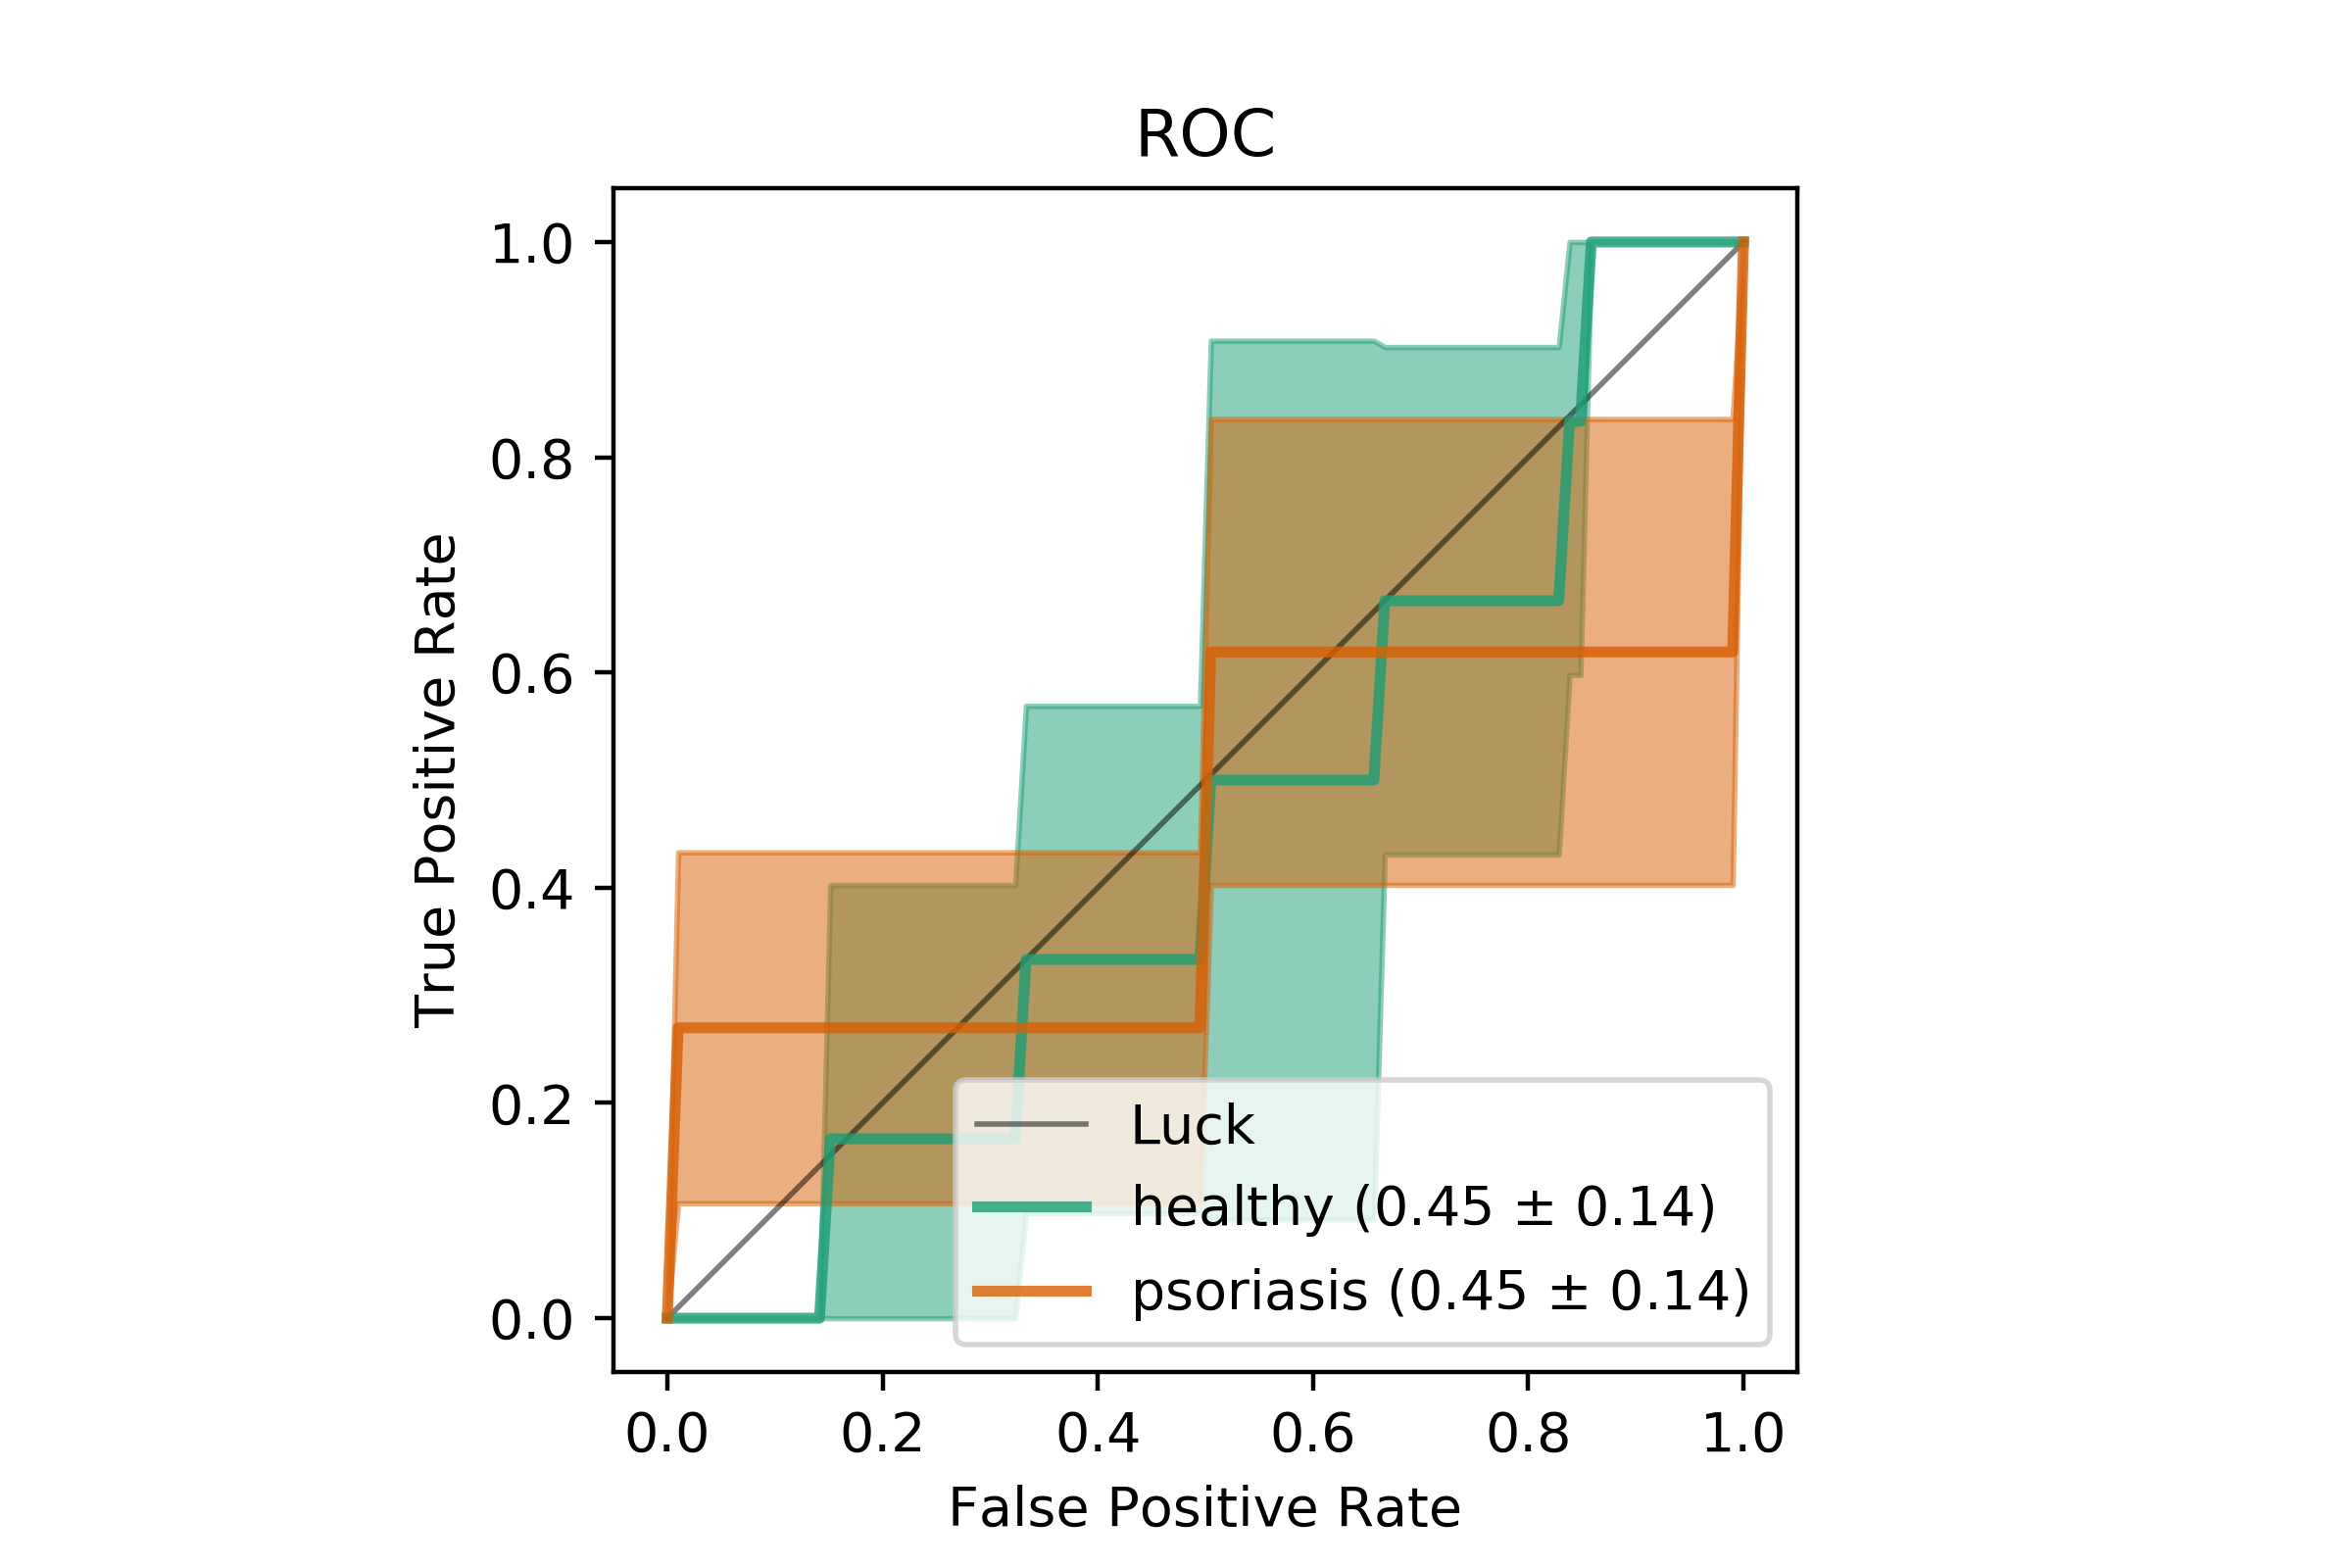 ROC
1.0
0.8
0.6
0.4
0.2
0.0
True Positive Rate
Luck
healthy (0.45 ± 0.14)
psoriasis (0.45 ± 0.14)
0.0 0.2 0.4 0.6 0.8 1.0
False Positive Rate